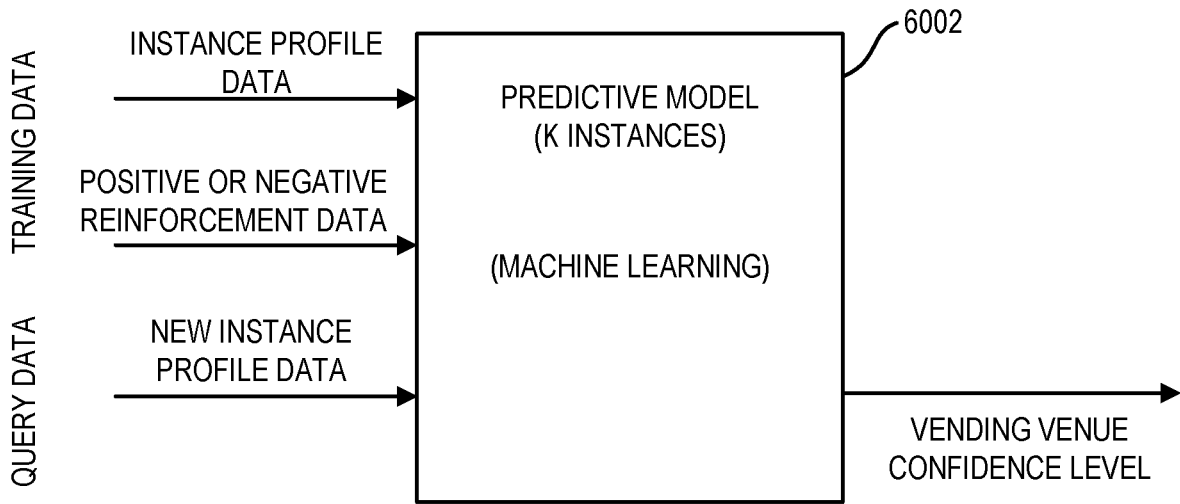 6002
TRAINING DATA
INSTANCE PROFILE
DATA
POSITIVE OR NEGATIVE
REINFORCEMENT DATA
QUERY DATA
NEW INSTANCE
PROFILE DATA
PREDICTIVE MODEL
(K INSTANCES)
(MACHINE LEARNING)
VENDING VENUE
CONFIDENCE LEVEL